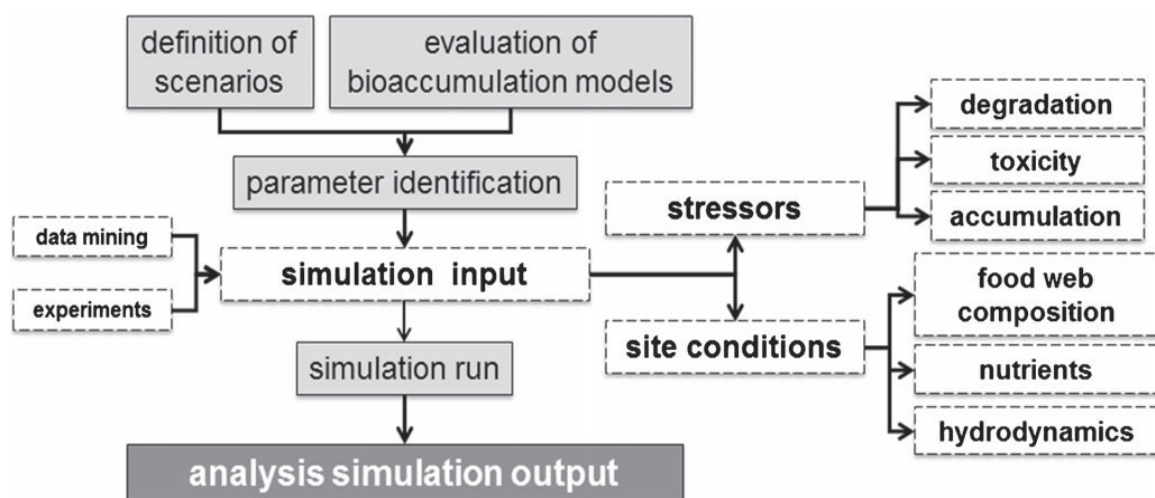 definition of
scenarios
evaluation of
bioaccumulation models
parameter identification
data mining
experiments
simulation input
simulation run
analysis simulation output
stressors
site conditions
degradation
toxicity
accumulation
food web
composition
nutrients
hydrodynamics